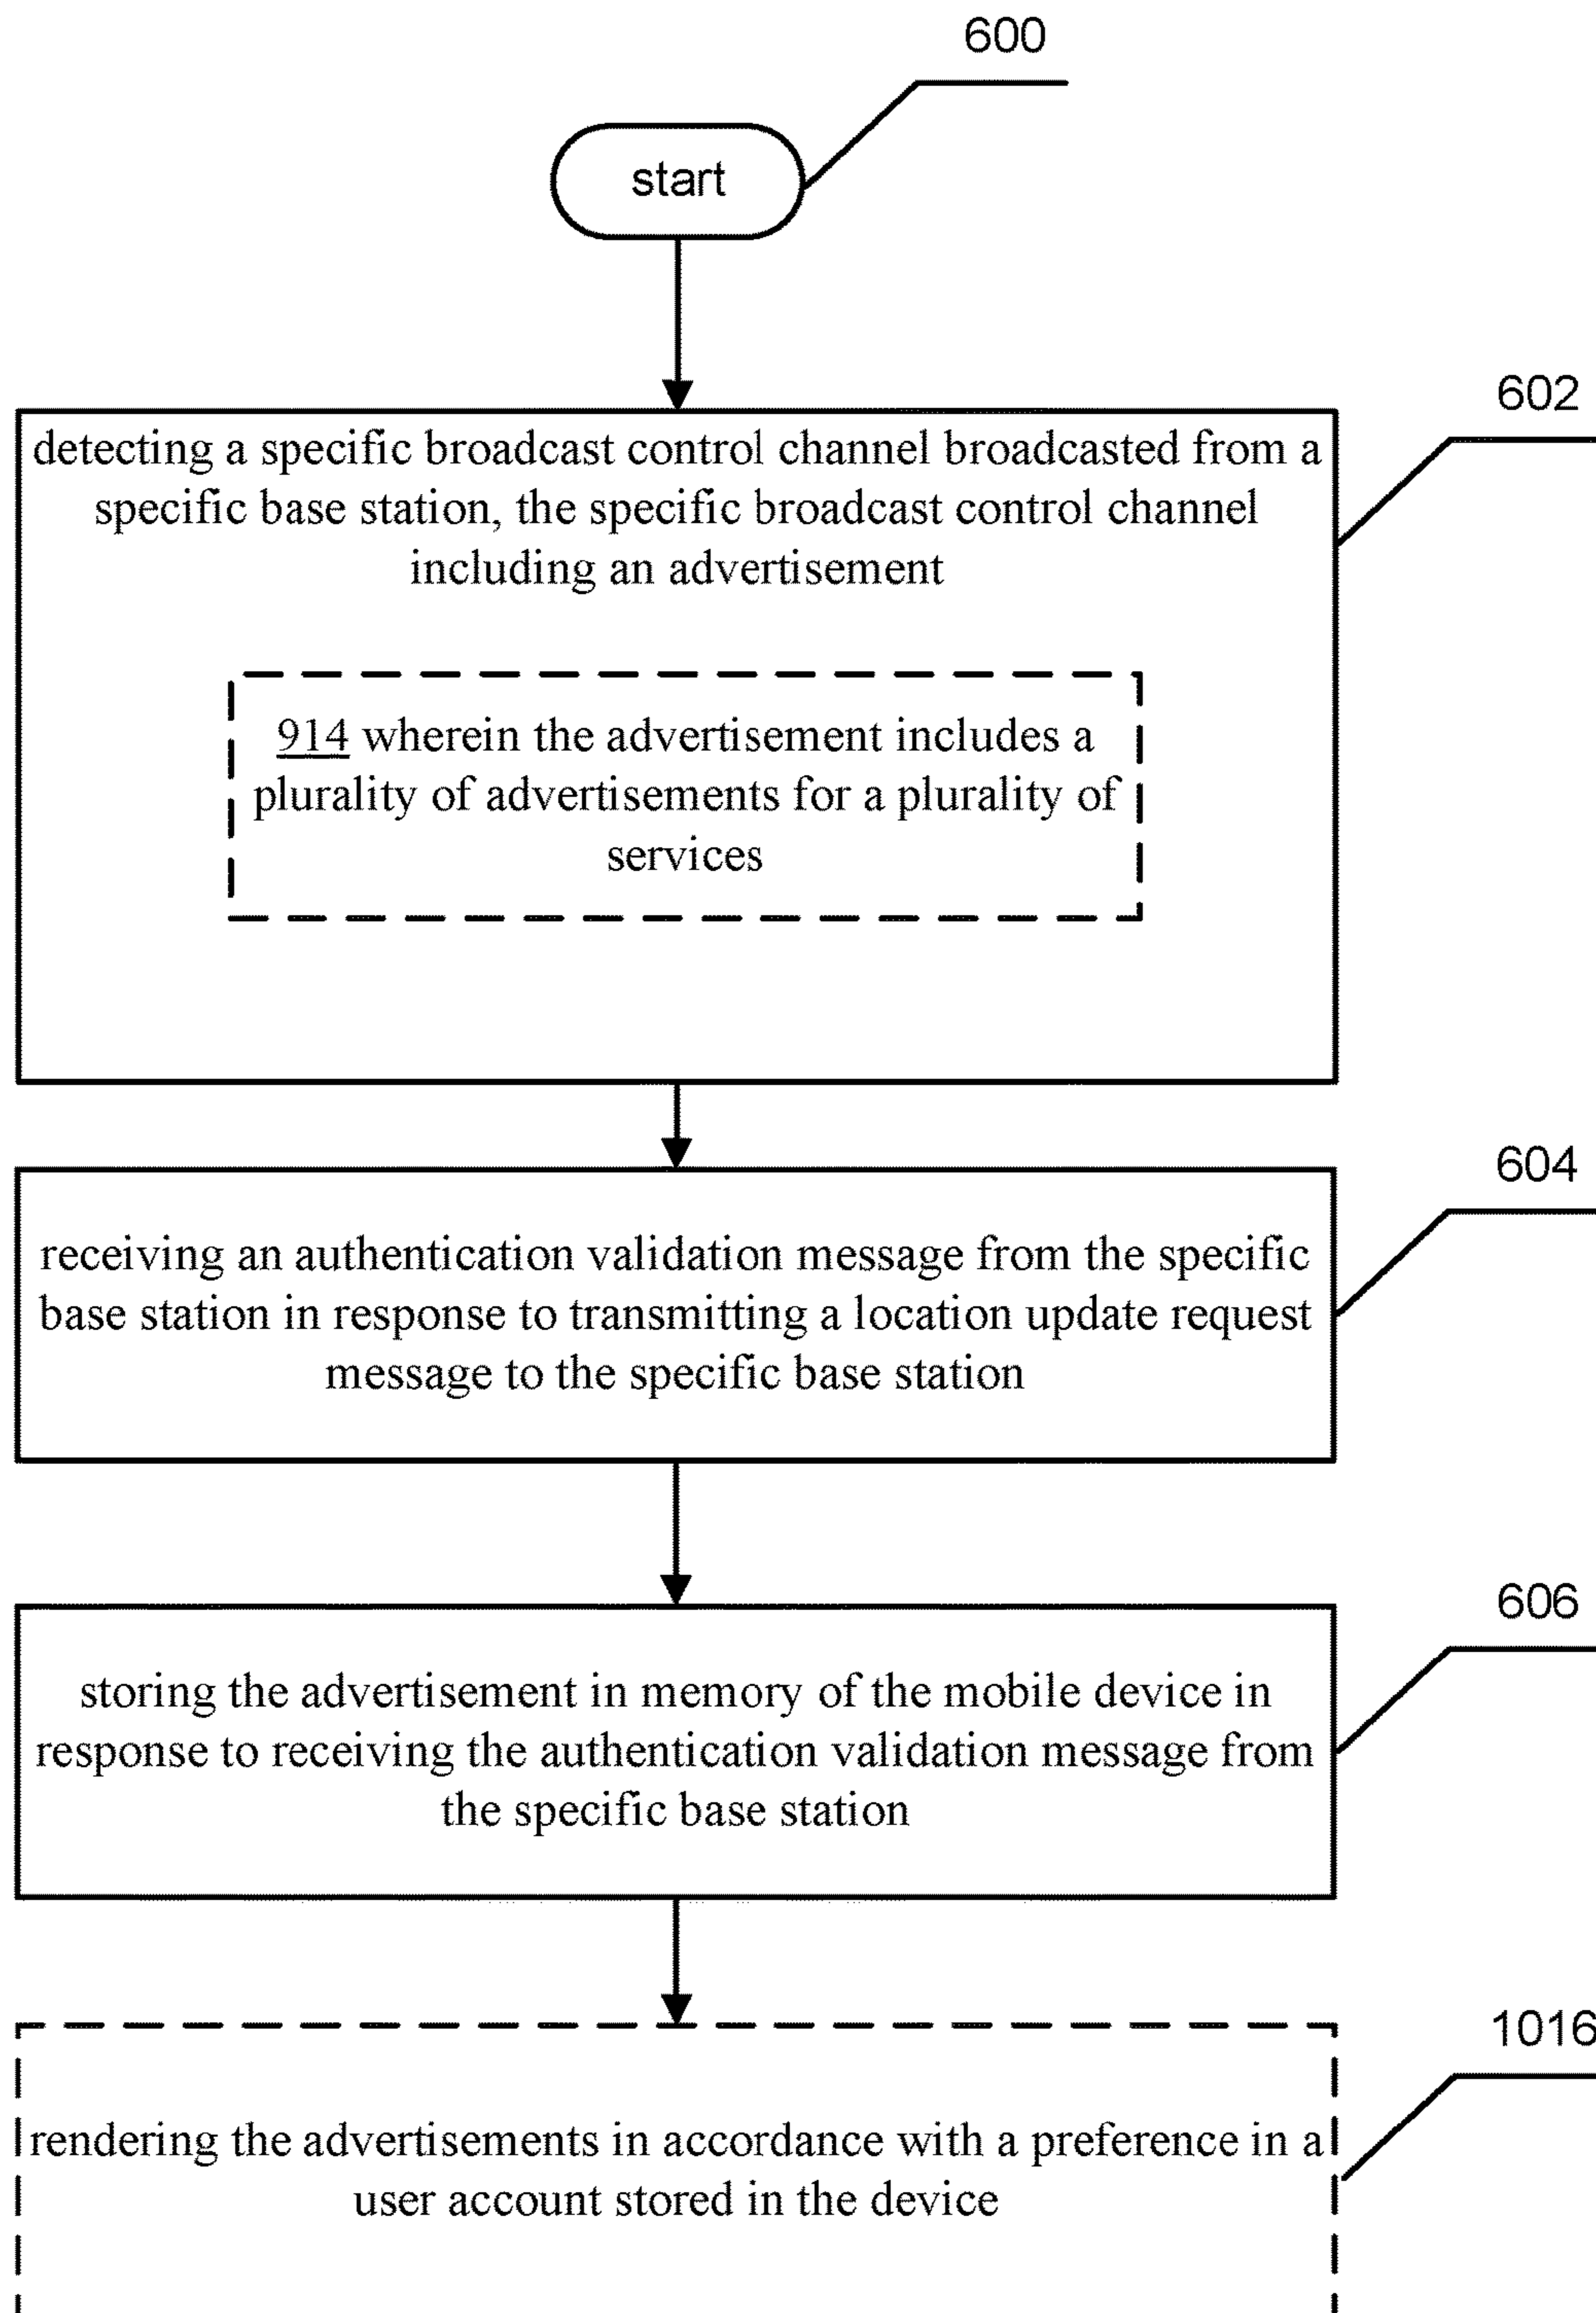 600
start
602
detecting a specific broadcast control channel broadcasted from a
specific base station, the specific broadcast control channel
including an advertisement
914 wherein the advertisement includes a
plurality of advertisements for a plurality of
services
604
receiving an authentication validation message from the specific
base station in response to transmitting a location update request
message to the specific base station
606
storing the advertisement in memory of the mobile device in
response to receiving the authentication validation message from
the specific base station
1016
rendering the advertisements in accordance with a preference in a
user account stored in the device